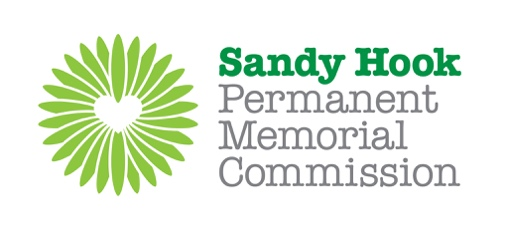 Sandy Hook
Permanent
Memorial
Commission